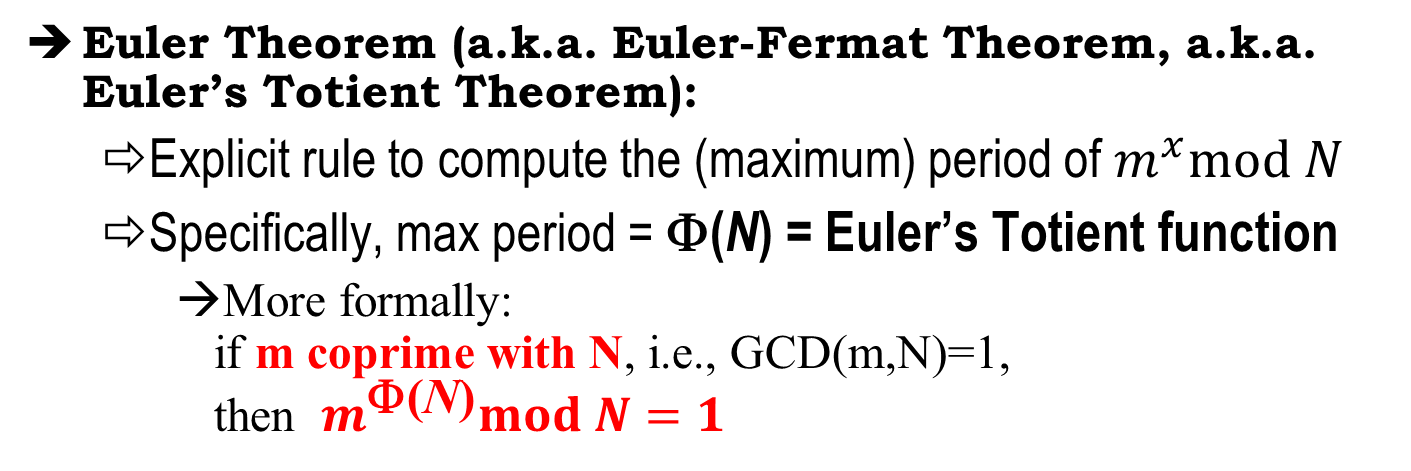 ➔ Euler Theorem (a.k.a. Euler-Fermat Theorem, a.k.a.
Euler’s Totient Theorem):
⇨Explicit rule to compute the (maximum) period of 𝑚ˣ mod 𝑁
⇨Specifically, max period = Φ(N) = Euler’s Totient function
→More formally:
if m coprime with N, i.e., GCD(m,N)=1,
then 𝒎^Φ(𝑁) mod 𝑵 = 𝟏